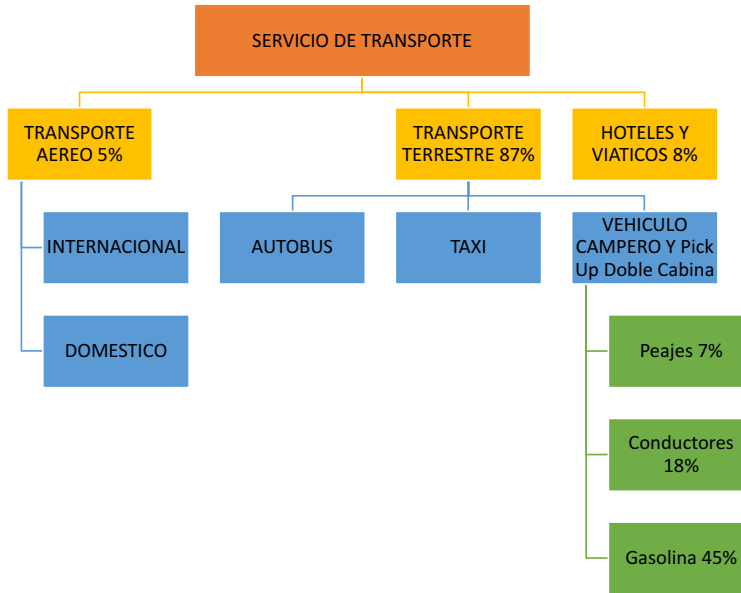 SERVICIO DE TRANSPORTE
TRANSPORTE
AEREO 5%
TRANSPORTE
TERRESTRE 87%
HOTELES Y
VIATICOS 8%
INTERNACIONAL
DOMESTICO
AUTOBUS
TAXI
VEHICULO
CAMPERO Y Pick
Up Doble Cabina
Peajes 7%
Conductores
18%
Gasolina 45%